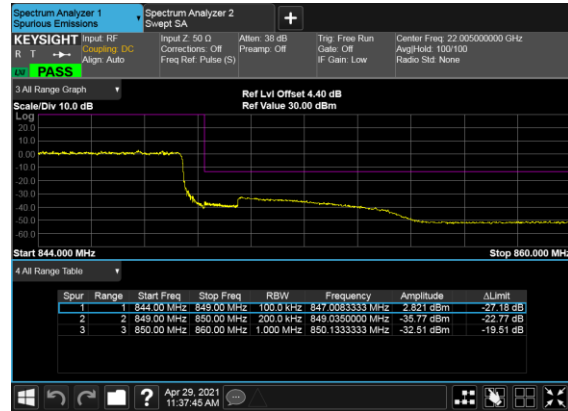 Spectrum Analyzer 1
Spurious Emissions
Spectrum Analyzer 2
Swept SA
+
KEYSIGHT
R T
LW PASS
Input: RF
Coupling: DC
Align: Auto
Input Z: 50 Ω
Corrections: Off
Freq Ref: Pulse (S)
Atten: 38 dB
Preamp: Off
Trig: Free Run
Gate: Off
IF Gain: Low
Center Freq: 22.005000000 GHz
Avg|Hold: 100/100
Radio Std: None
3 All Range Graph
Scale/Div 10.0 dB
Ref Lvl Offset 4.40 dB
Ref Value 30.00 dBm
Log
20.0
10.0
0.00
-10.0
-20.0
-30.0
-40.0
-50.0
-60.0
Start 844.000 MHz
Stop 860.000 MHz
4 All Range Table
Spur Range Start Freq Stop Freq RBW Frequency Amplitude ΔLimit
1 1 844.00 MHz 849.00 MHz 100.0 kHz 847.0083333 MHz 2.821 dBm -27.18 dB
2 2 849.00 MHz 850.00 MHz 200.0 kHz 849.0350000 MHz -35.77 dBm -22.77 dB
3 3 850.00 MHz 860.00 MHz 1.000 MHz 850.1333333 MHz -32.51 dBm -19.51 dB
?
Apr 29, 2021
11:37:45 AM